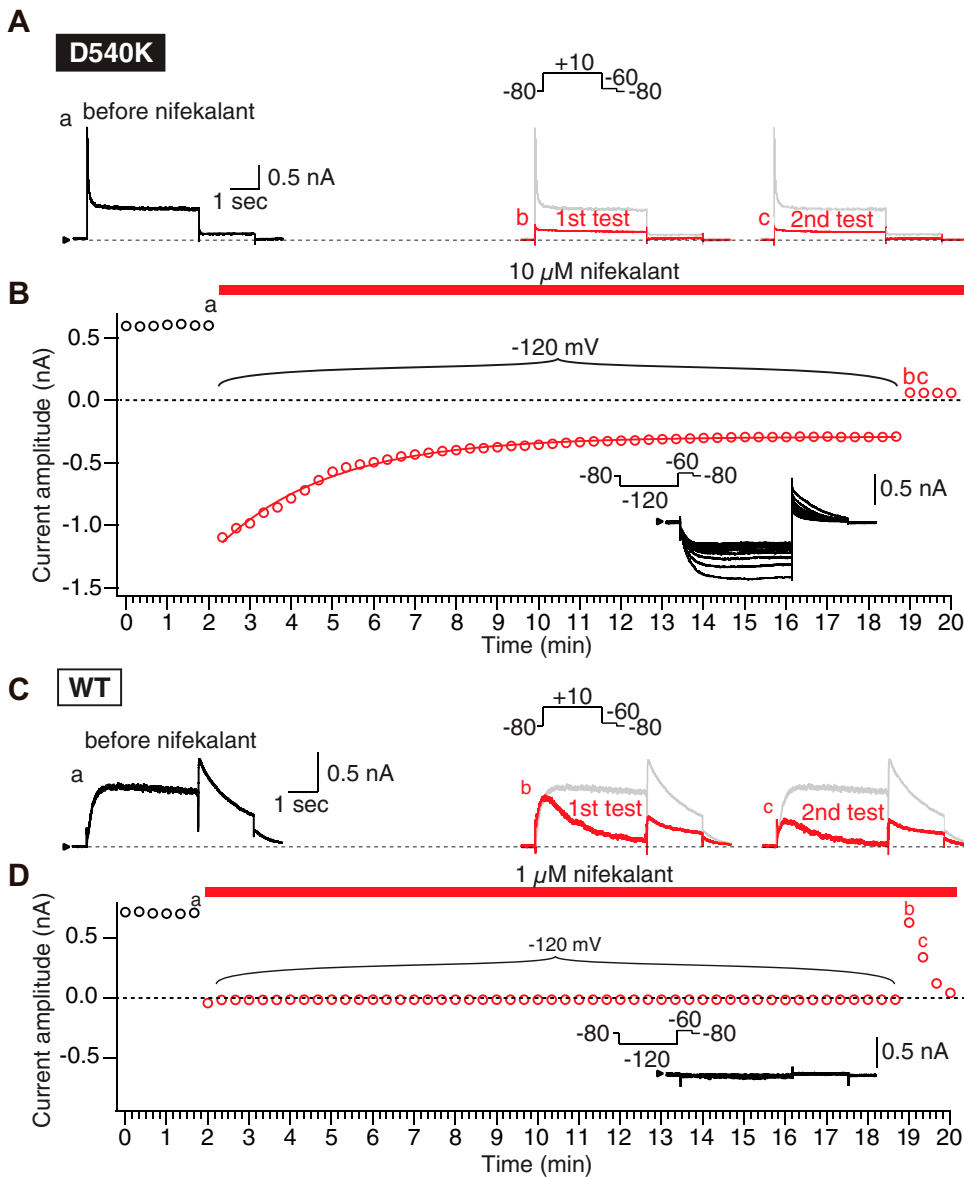 A
D540K
a before nifekalant
0.5 nA
1 sec
+10
-80 -60 -80
b 1st test
c 2nd test
B
10 µM nifekalant
a
-120 mV
bc
Current amplitude (nA)
0.5
0.0
-0.5
-1.0
-1.5
-80 -60 -80
-120
0.5 nA
0 1 2 3 4 5 6 7 8 9 10 11 12 13 14 15 16 17 18 19 20
Time (min)
C
WT
before nifekalant
a
0.5 nA
1 sec
+10
-80 -60 -80
b 1st test
c 2nd test
D
1 µM nifekalant
a
-120 mV
b
c
Current amplitude (nA)
0.5
0.0
-0.5
-80 -60 -80
-120
0.5 nA
0 1 2 3 4 5 6 7 8 9 10 11 12 13 14 15 16 17 18 19 20
Time (min)